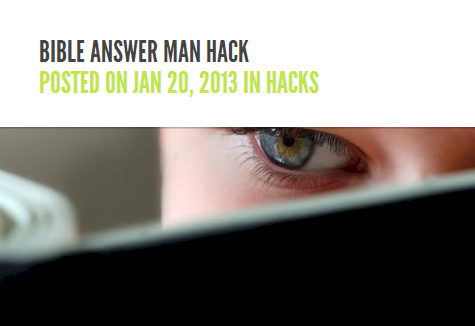 BIBLE ANSWER MAN HACK
POSTED ON JAN 20, 2013 IN HACKS